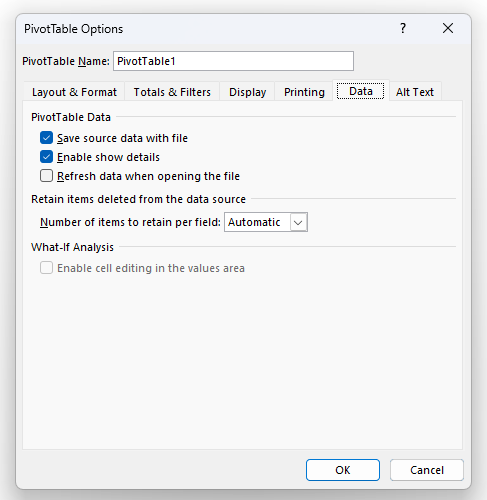 PivotTable Options
PivotTable Name: PivotTable1
Layout & Format Totals & Filters Display Printing Data Alt Text
PivotTable Data
Save source data with file
Enable show details
Refresh data when opening the file
Retain items deleted from the data source
Number of items to retain per field: Automatic
What-If Analysis
Enable cell editing in the values area
OK Cancel